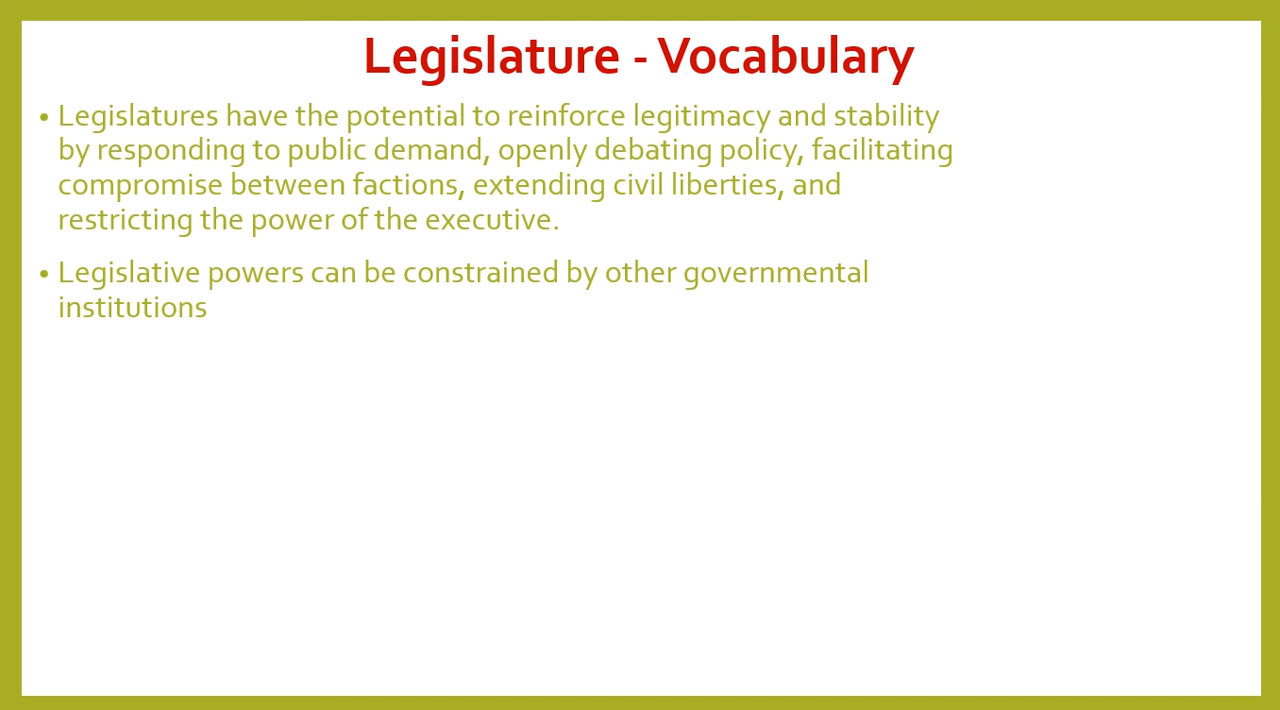 Legislature - Vocabulary
• Legislatures have the potential to reinforce legitimacy and stability
by responding to public demand, openly debating policy, facilitating
compromise between factions, extending civil liberties, and
restricting the power of the executive.
• Legislative powers can be constrained by other governmental
institutions